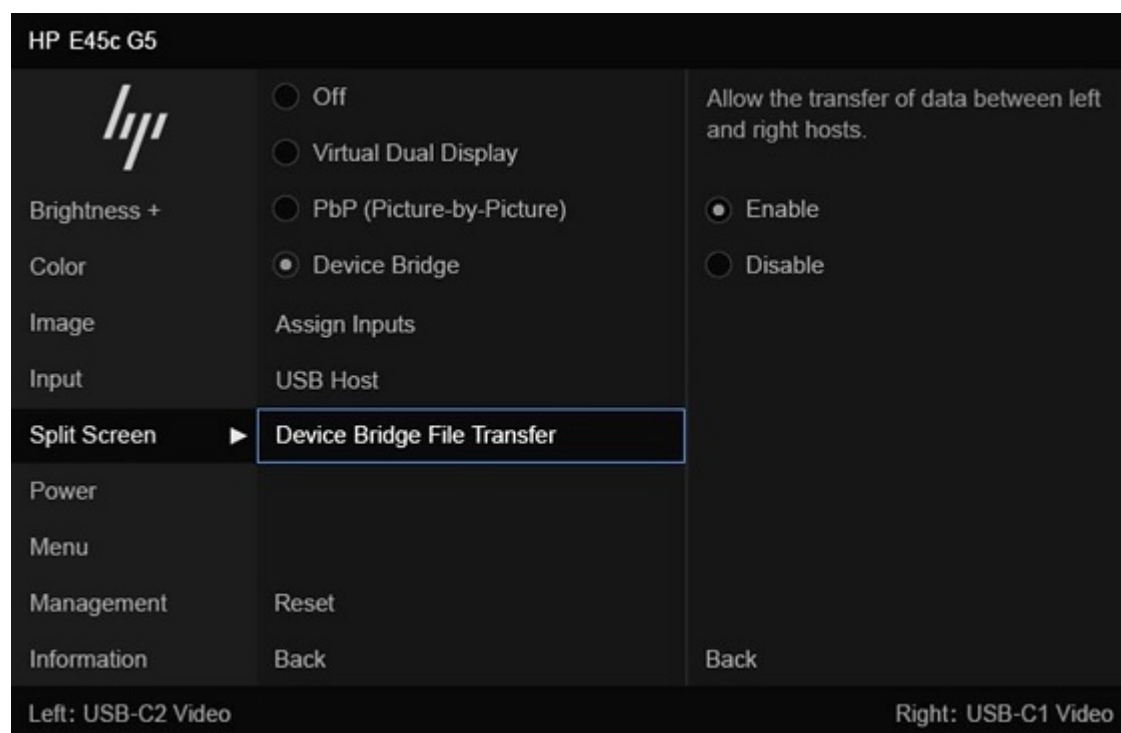 HP E45c G5
hp
Brightness +
Color
Image
Input
Split Screen ▶
Power
Menu
Management
Information
Off
Virtual Dual Display
PbP (Picture-by-Picture)
Device Bridge
Assign Inputs
USB Host
Device Bridge File Transfer
Reset
Back
Allow the transfer of data between left
and right hosts.
Enable
Disable
Back
Left: USB-C2 Video
Right: USB-C1 Video